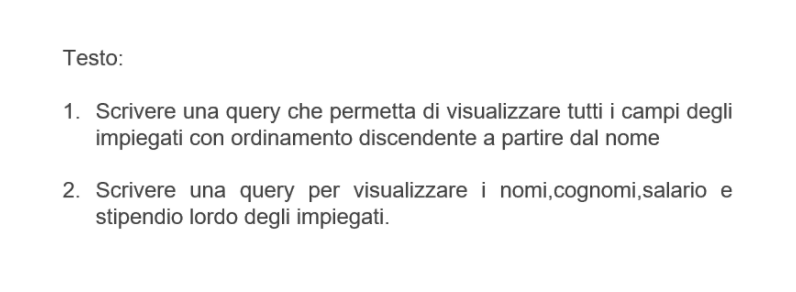 Testo:
1. Scrivere una query che permetta di visualizzare tutti i campi degli
impiegati con ordinamento discendente a partire dal nome
2. Scrivere una query per visualizzare i nomi,cognomi,salario e
stipendio lordo degli impiegati.